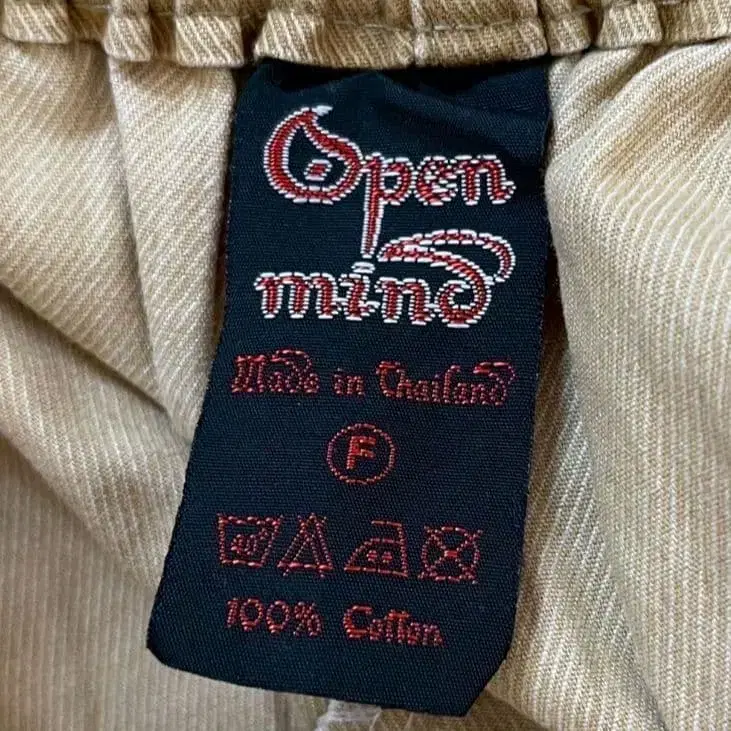 Open
mind
Made in Thailand
F
40°
100% Cotton